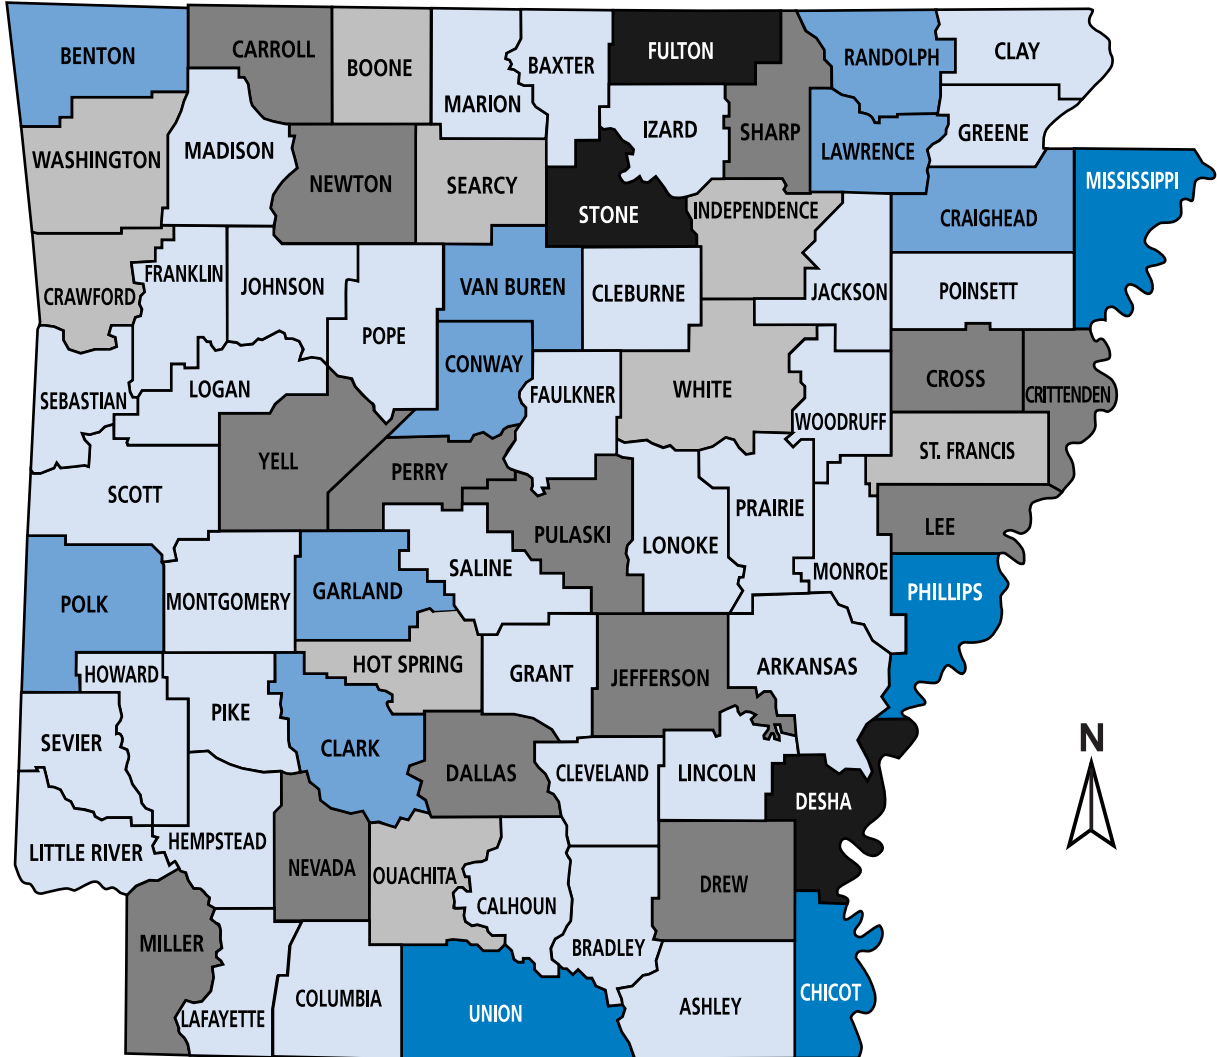 BENTON
CARROLL
BOONE
MARION
BAXTER
FULTON
SHARP
RANDOLPH
CLAY
WASHINGTON
MADISON
NEWTON
SEARCY
STONE
IZARD
INDEPENDENCE
LAWRENCE
GREENE
CRAIGHEAD
MISSISSIPPI
CRAWFORD
FRANKLIN
JOHNSON
POPE
VAN BUREN
CLEBURNE
JACKSON
POINSETT
SEBASTIAN
LOGAN
CONWAY
FAULKNER
WHITE
WOODRUFF
CROSS
CRITTENDEN
SCOTT
YELL
PERRY
PULASKI
LONOKE
PRAIRIE
ST. FRANCIS
LEE
POLK
MONTGOMERY
GARLAND
SALINE
MONROE
PHILLIPS
HOWARD
PIKE
HOT SPRING
GRANT
JEFFERSON
ARKANSAS
SEVIER
CLARK
DALLAS
CLEVELAND
LINCOLN
DESHA
N
LITTLE RIVER
HEMPSTEAD
NEVADA
OUACHITA
CALHOUN
BRADLEY
DREW
MILLER
LAFAYETTE
COLUMBIA
UNION
ASHLEY
CHICOT